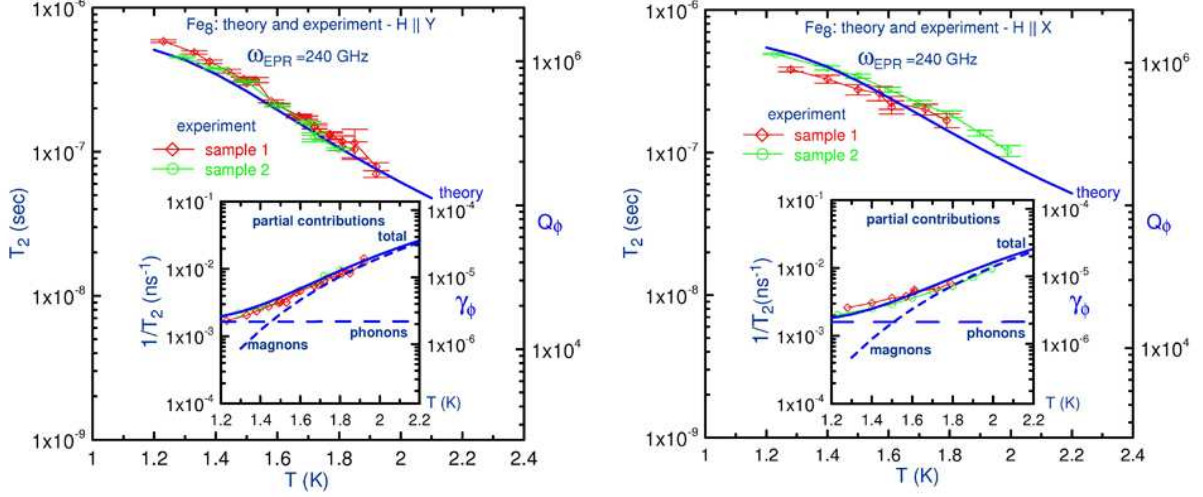 Fe₈: theory and experiment - H || Y
ω_EPR =240 GHz
experiment
sample 1
sample 2
theory
1x10⁻⁶
1x10⁻⁷
1x10⁻⁸
1x10⁻⁹
T₂ (sec)
1x10⁶
1x10⁴
Q_ϕ
1 1.2 1.4 1.6 1.8 2 2.2 2.4
T (K)
partial contributions
total
phonons
magnons
1x10⁻¹
1x10⁻²
1x10⁻³
1x10⁻⁴
1/T₂ (ns⁻¹)
1x10⁻⁴
1x10⁻⁵
1x10⁻⁶
γ_ϕ
T (K)
1.2 1.4 1.6 1.8 2 2.2
Fe₈: theory and experiment - H || X
ω_EPR =240 GHz
experiment
sample 1
sample 2
theory
1x10⁻⁶
1x10⁻⁷
1x10⁻⁸
1x10⁻⁹
T₂ (sec)
1x10⁶
1x10⁴
Q_ϕ
1 1.2 1.4 1.6 1.8 2 2.2 2.4
T (K)
partial contributions
total
phonons
magnons
1x10⁻¹
1x10⁻²
1x10⁻³
1x10⁻⁴
1/T₂(ns⁻¹)
1x10⁻⁴
1x10⁻⁵
1x10⁻⁶
γ_ϕ
T (K)
1.2 1.4 1.6 1.8 2 2.2